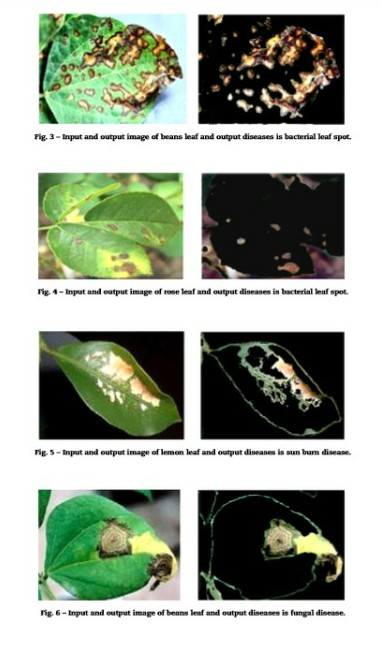 Fig. 3 – Input and output image of beans leaf and output diseases is bacterial leaf spot.
Fig. 4 – Input and output image of rose leaf and output diseases is bacterial leaf spot.
Fig. 5 – Input and output image of lemon leaf and output diseases is sun burn disease.
Fig. 6 – Input and output image of beans leaf and output diseases is fungal disease.